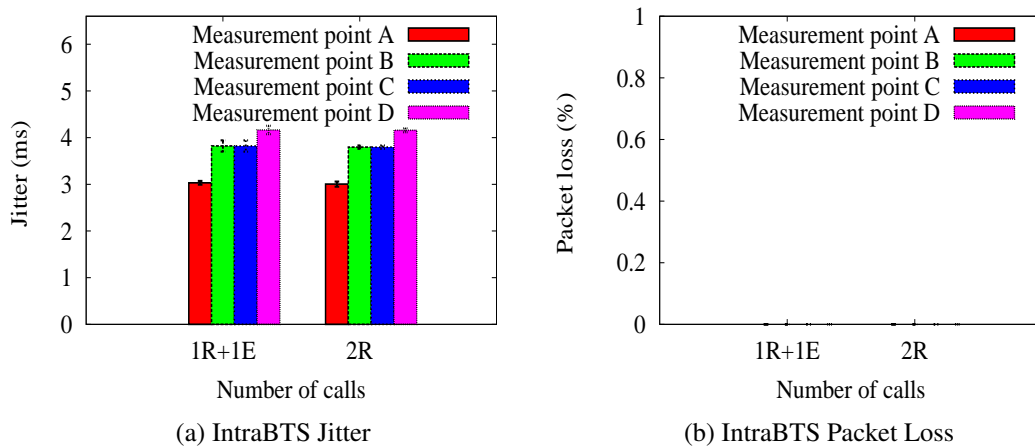 Jitter (ms)
6
5
4
3
2
1
0
Measurement point A
Measurement point B
Measurement point C
Measurement point D
1R+1E
2R
Number of calls
(a) IntraBTS Jitter
Packet loss (%)
1
0.8
0.6
0.4
0.2
0
Measurement point A
Measurement point B
Measurement point C
Measurement point D
1R+1E
2R
Number of calls
(b) IntraBTS Packet Loss